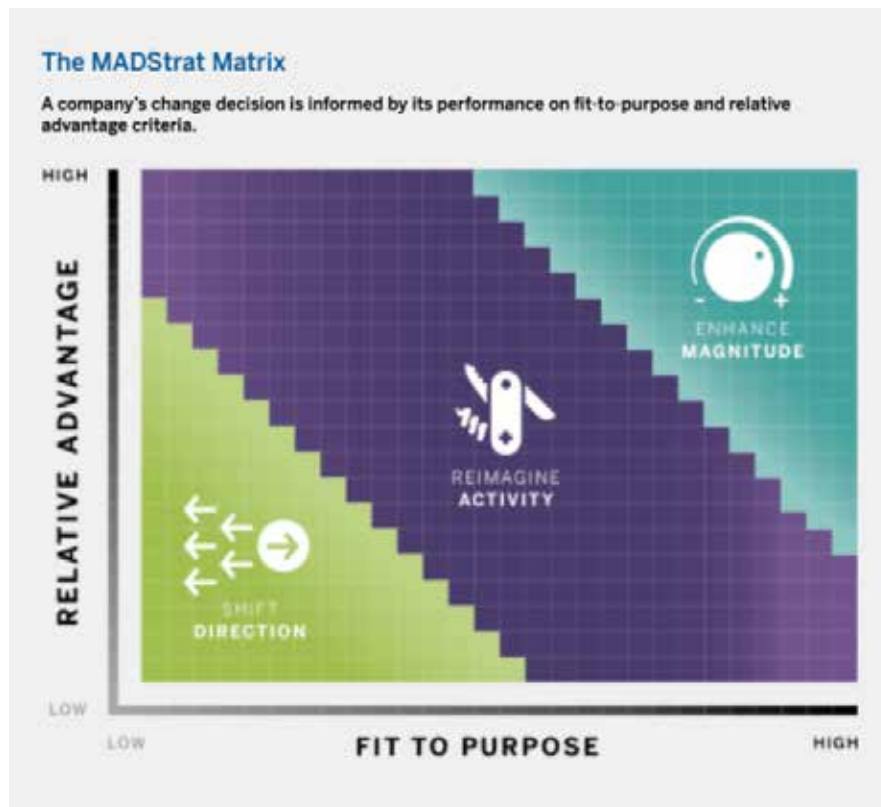 The MADStrat Matrix
A company's change decision is informed by its performance on fit-to-purpose and relative
advantage criteria.
HIGH
RELATIVE ADVANTAGE
ENHANCE
MAGNITUDE
REIMAGINE
ACTIVITY
SHIFT
DIRECTION
LOW
LOW
FIT TO PURPOSE
HIGH